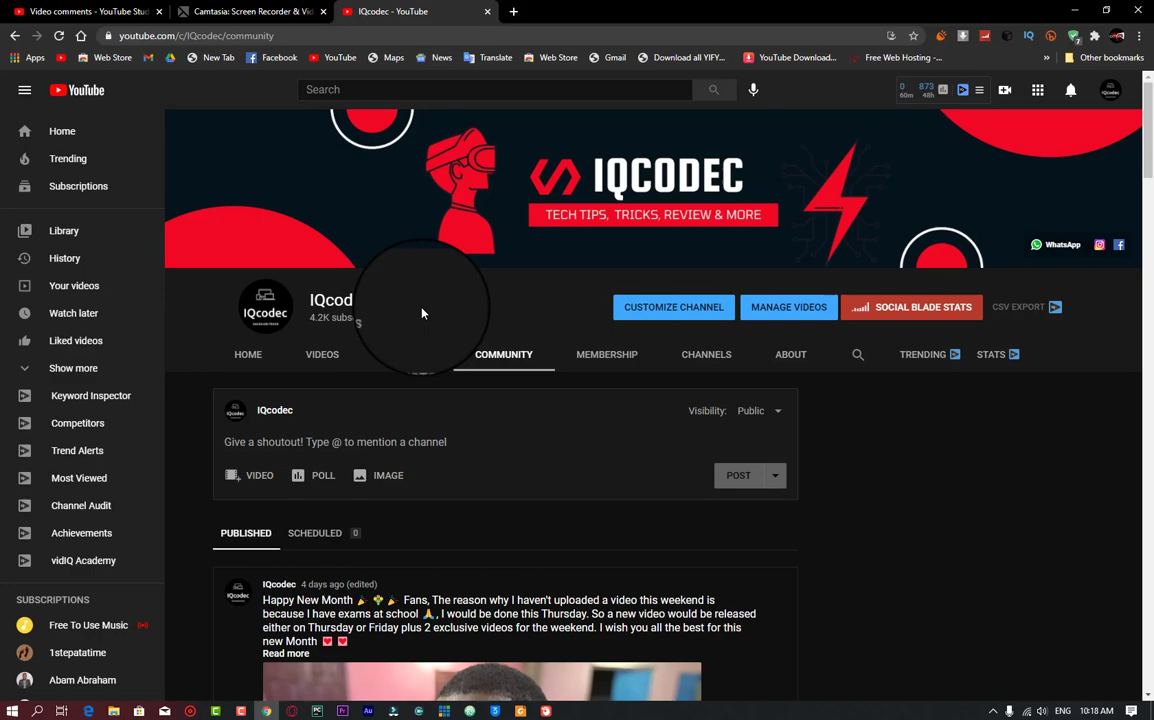 Video comments - YouTube Stu
Camtasia: Screen Recorder & Vid
IQcodec - YouTube
youtube.com/c/IQcodec/community
Apps
Web Store
New Tab
Facebook
YouTube
Maps
News
Translate
Web Store
Gmail
Download all YIFY...
YouTube Download...
Free Web Hosting -...
Other bookmarks
YouTube
Search
0
60m
873
48h
Home
Trending
Subscriptions
Library
History
Your videos
Watch later
Liked videos
Show more
Keyword Inspector
Competitors
Trend Alerts
Most Viewed
Channel Audit
Achievements
vidIQ Academy
SUBSCRIPTIONS
Free To Use Music
1stepatatime
Abam Abraham
IQCODEC
TECH TIPS, TRICKS, REVIEW & MORE
WhatsApp
IQcodec
IQcod
4.2K subs
CUSTOMIZE CHANNEL
MANAGE VIDEOS
SOCIAL BLADE STATS
CSV EXPORT
HOME
VIDEOS
COMMUNITY
MEMBERSHIP
CHANNELS
ABOUT
TRENDING
STATS
IQcodec
Visibility: Public
Give a shoutout! Type @ to mention a channel
VIDEO
POLL
IMAGE
POST
PUBLISHED
SCHEDULED 0
IQcodec 4 days ago (edited)
Happy New Month 🎉 💐 🎉 Fans, The reason why I haven't uploaded a video this weekend is
because I have exams at school 🙏, I would be done this Thursday. So a new video would be released
either on Thursday or Friday plus 2 exclusive videos for the weekend. I wish you all the best for this
new Month 💟 💟
Read more
ENG
10:18 AM